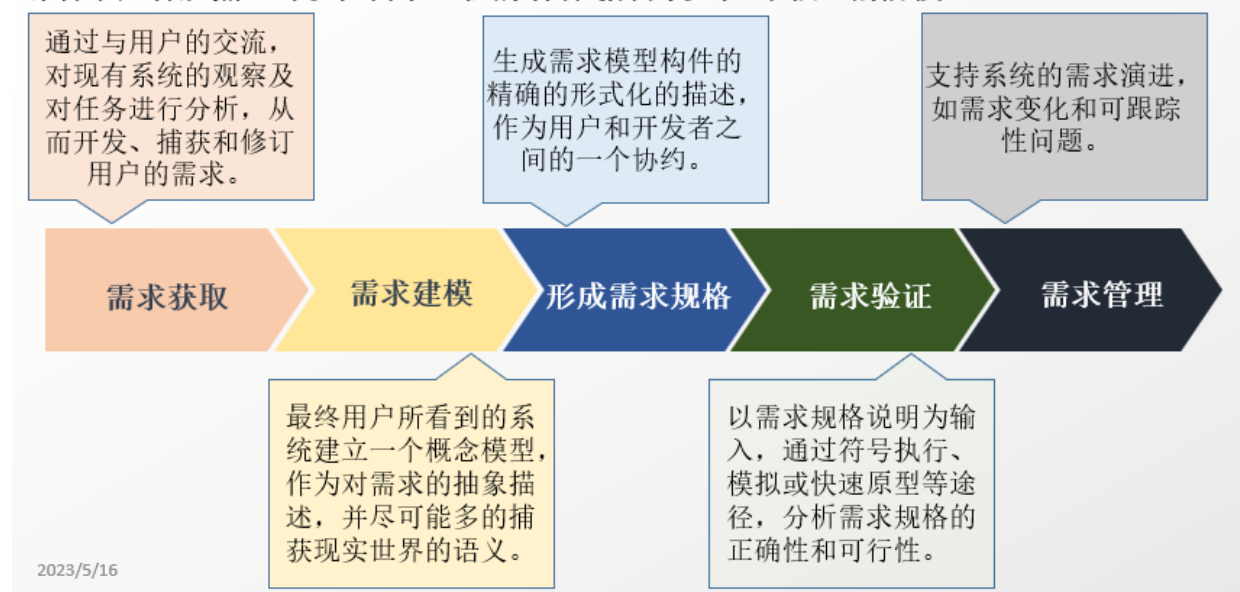 通过与用户的交流，
对现有系统的观察及
对任务进行分析，从
而开发、捕获和修订
用户的需求。
生成需求模型构件的
精确的形式化的描述，
作为用户和开发者之
间的一个协约。
支持系统的需求演进，
如需求变化和可跟踪
性问题。
需求获取
需求建模
形成需求规格
需求验证
需求管理
最终用户所看到的系
统建立一个概念模型，
作为对需求的抽象描
述，并尽可能多的捕
获现实世界的语义。
以需求规格说明为输
入，通过符号执行、
模拟或快速原型等途
径，分析需求规格的
正确性和可行性。
2023/5/16